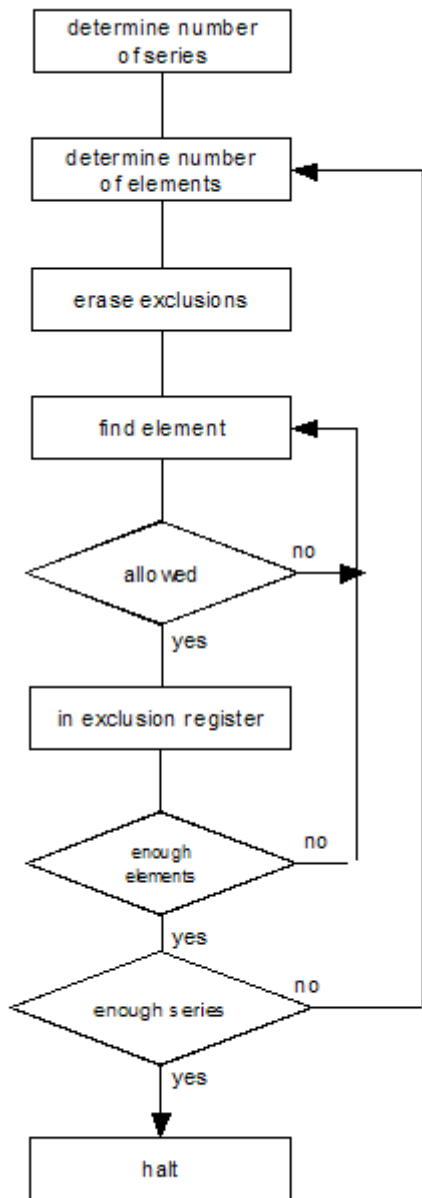 determine number
of series
determine number
of elements
erase exclusions
find element
allowed
no
yes
in exclusion register
enough
elements
no
yes
enough series
no
yes
halt